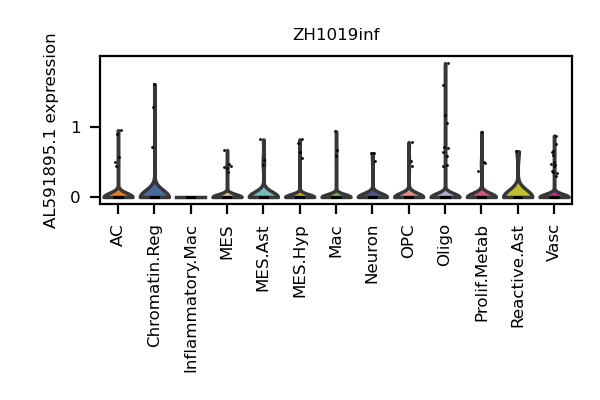 ZH1019inf
AL591895.1 expression
1
0
AC
Chromatin.Reg
Inflammatory.Mac
MES
MES.Ast
MES.Hyp
Mac
Neuron
OPC
Oligo
Prolif.Metab
Reactive.Ast
Vasc